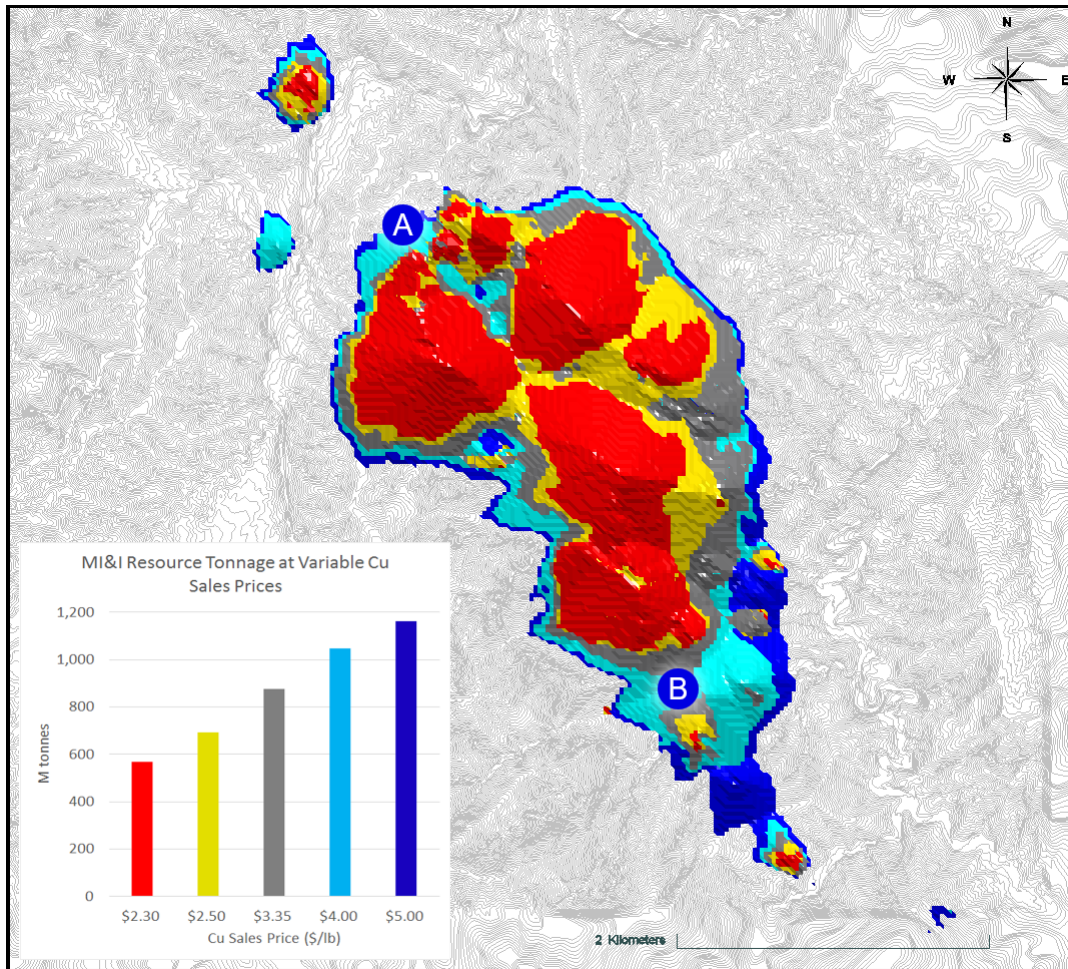 N
W E
S
A
B
MI&I Resource Tonnage at Variable Cu
Sales Prices
1,200
1,000
800
600
400
200
0
M tonnes
$2.30 $2.50 $3.35 $4.00 $5.00
Cu Sales Price ($/lb)
2 Kilometers